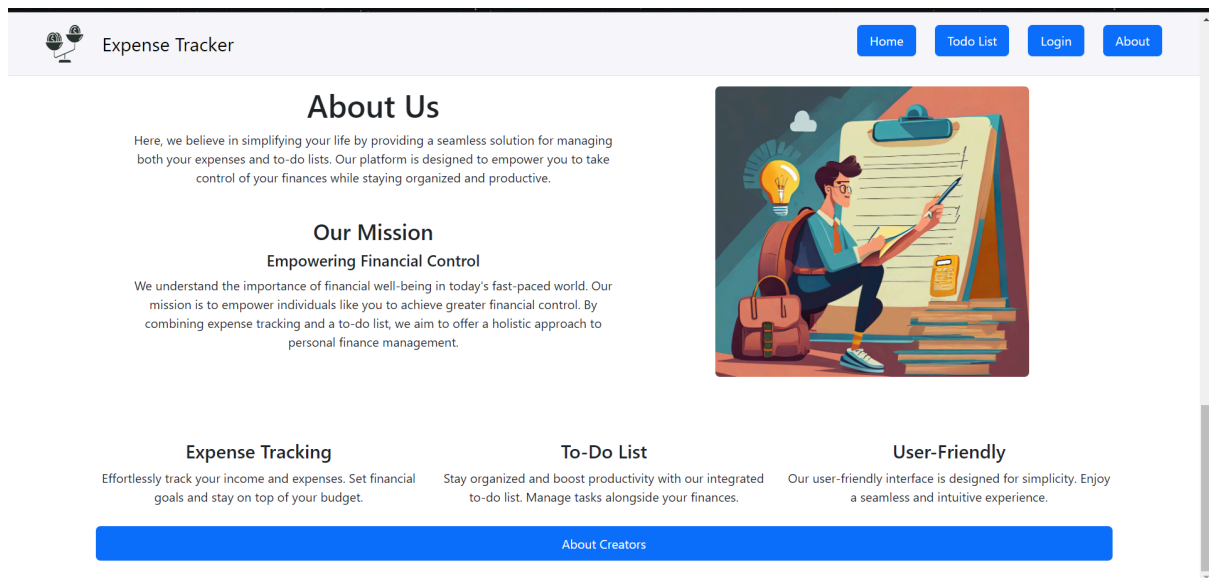 Expense Tracker
Home
Todo List
Login
About
About Us
Here, we believe in simplifying your life by providing a seamless solution for managing
both your expenses and to-do lists. Our platform is designed to empower you to take
control of your finances while staying organized and productive.
Our Mission
Empowering Financial Control
We understand the importance of financial well-being in today's fast-paced world. Our
mission is to empower individuals like you to achieve greater financial control. By
combining expense tracking and a to-do list, we aim to offer a holistic approach to
personal finance management.
Expense Tracking
Effortlessly track your income and expenses. Set financial
goals and stay on top of your budget.
To-Do List
Stay organized and boost productivity with our integrated
to-do list. Manage tasks alongside your finances.
User-Friendly
Our user-friendly interface is designed for simplicity. Enjoy
a seamless and intuitive experience.
About Creators